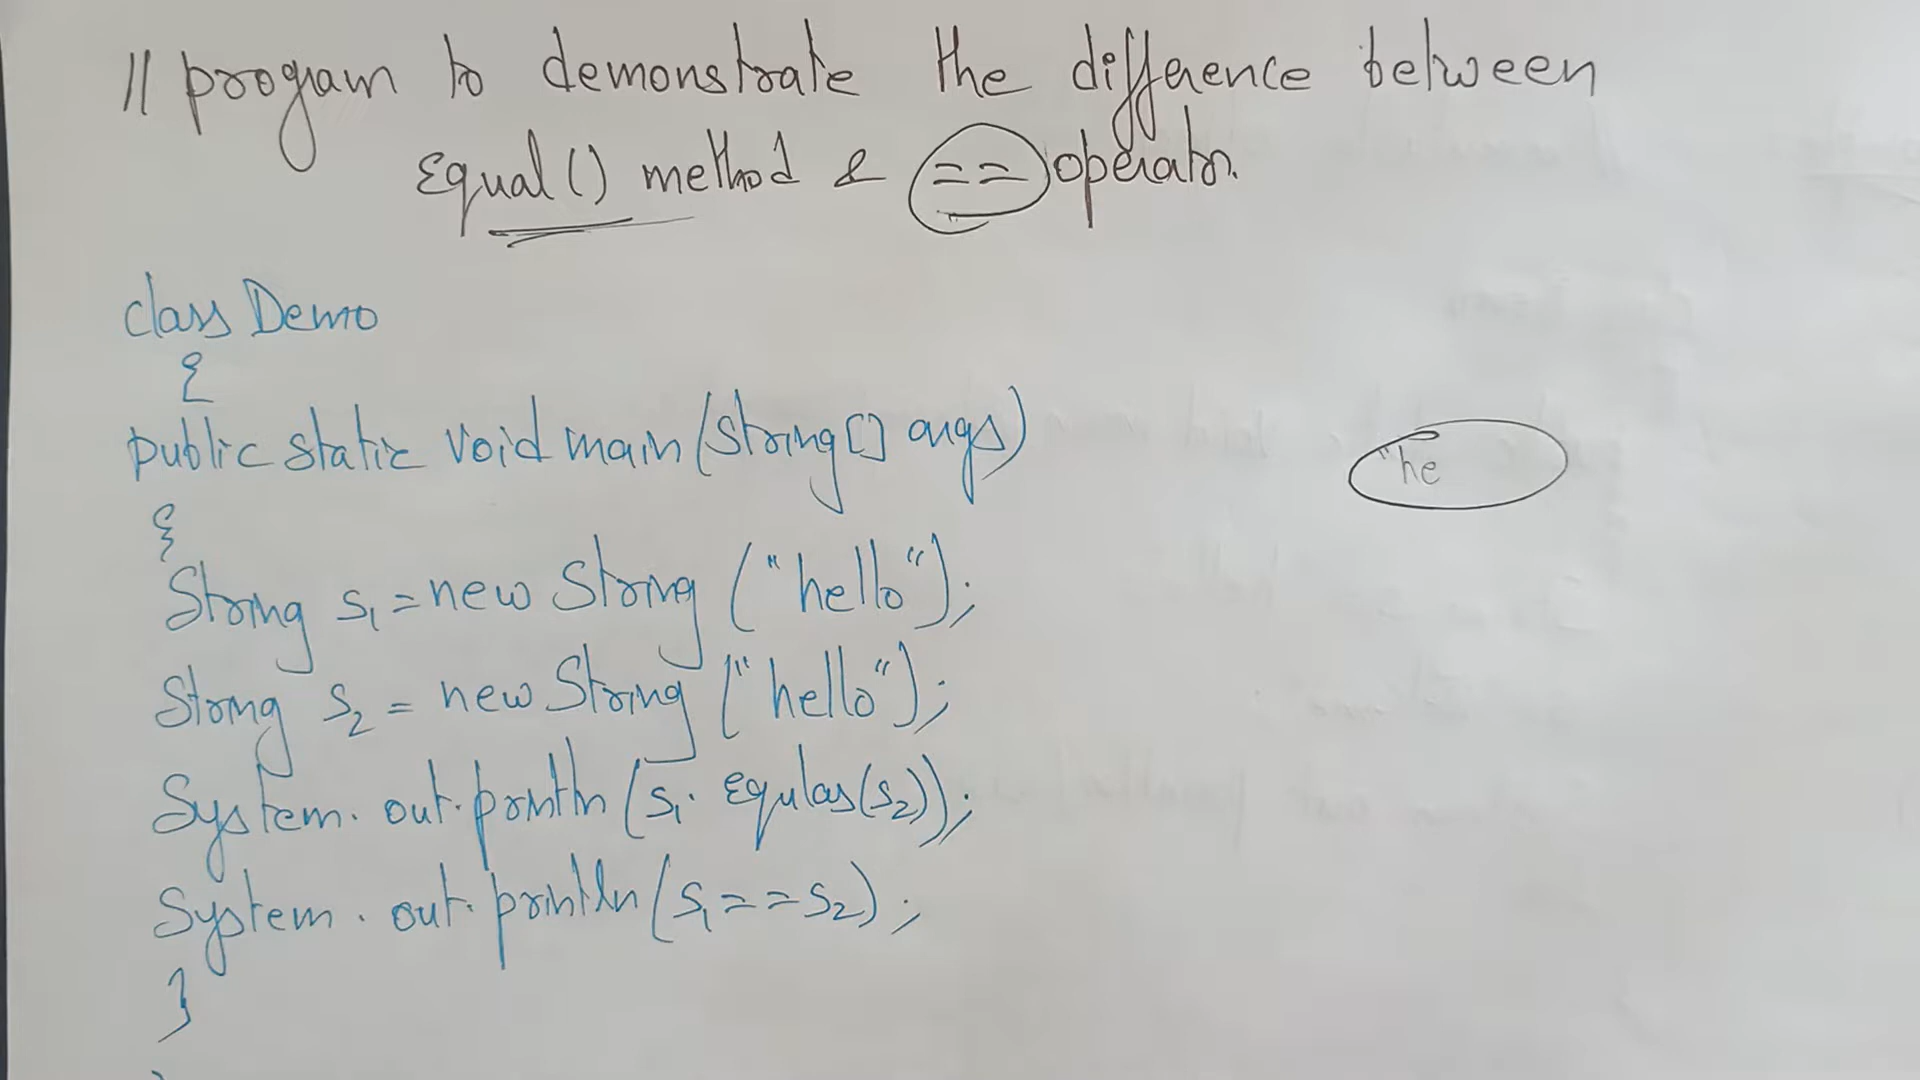 // program to demonstrate the difference between
Equal() method & == operator.
class Demo
{
public static void main(String[] args)
{
String s1 = new String ("hello");
String s2 = new String ("hello");
System.out.println(s1.equlas(s2));
System.out.println(s1==s2);
}
"he